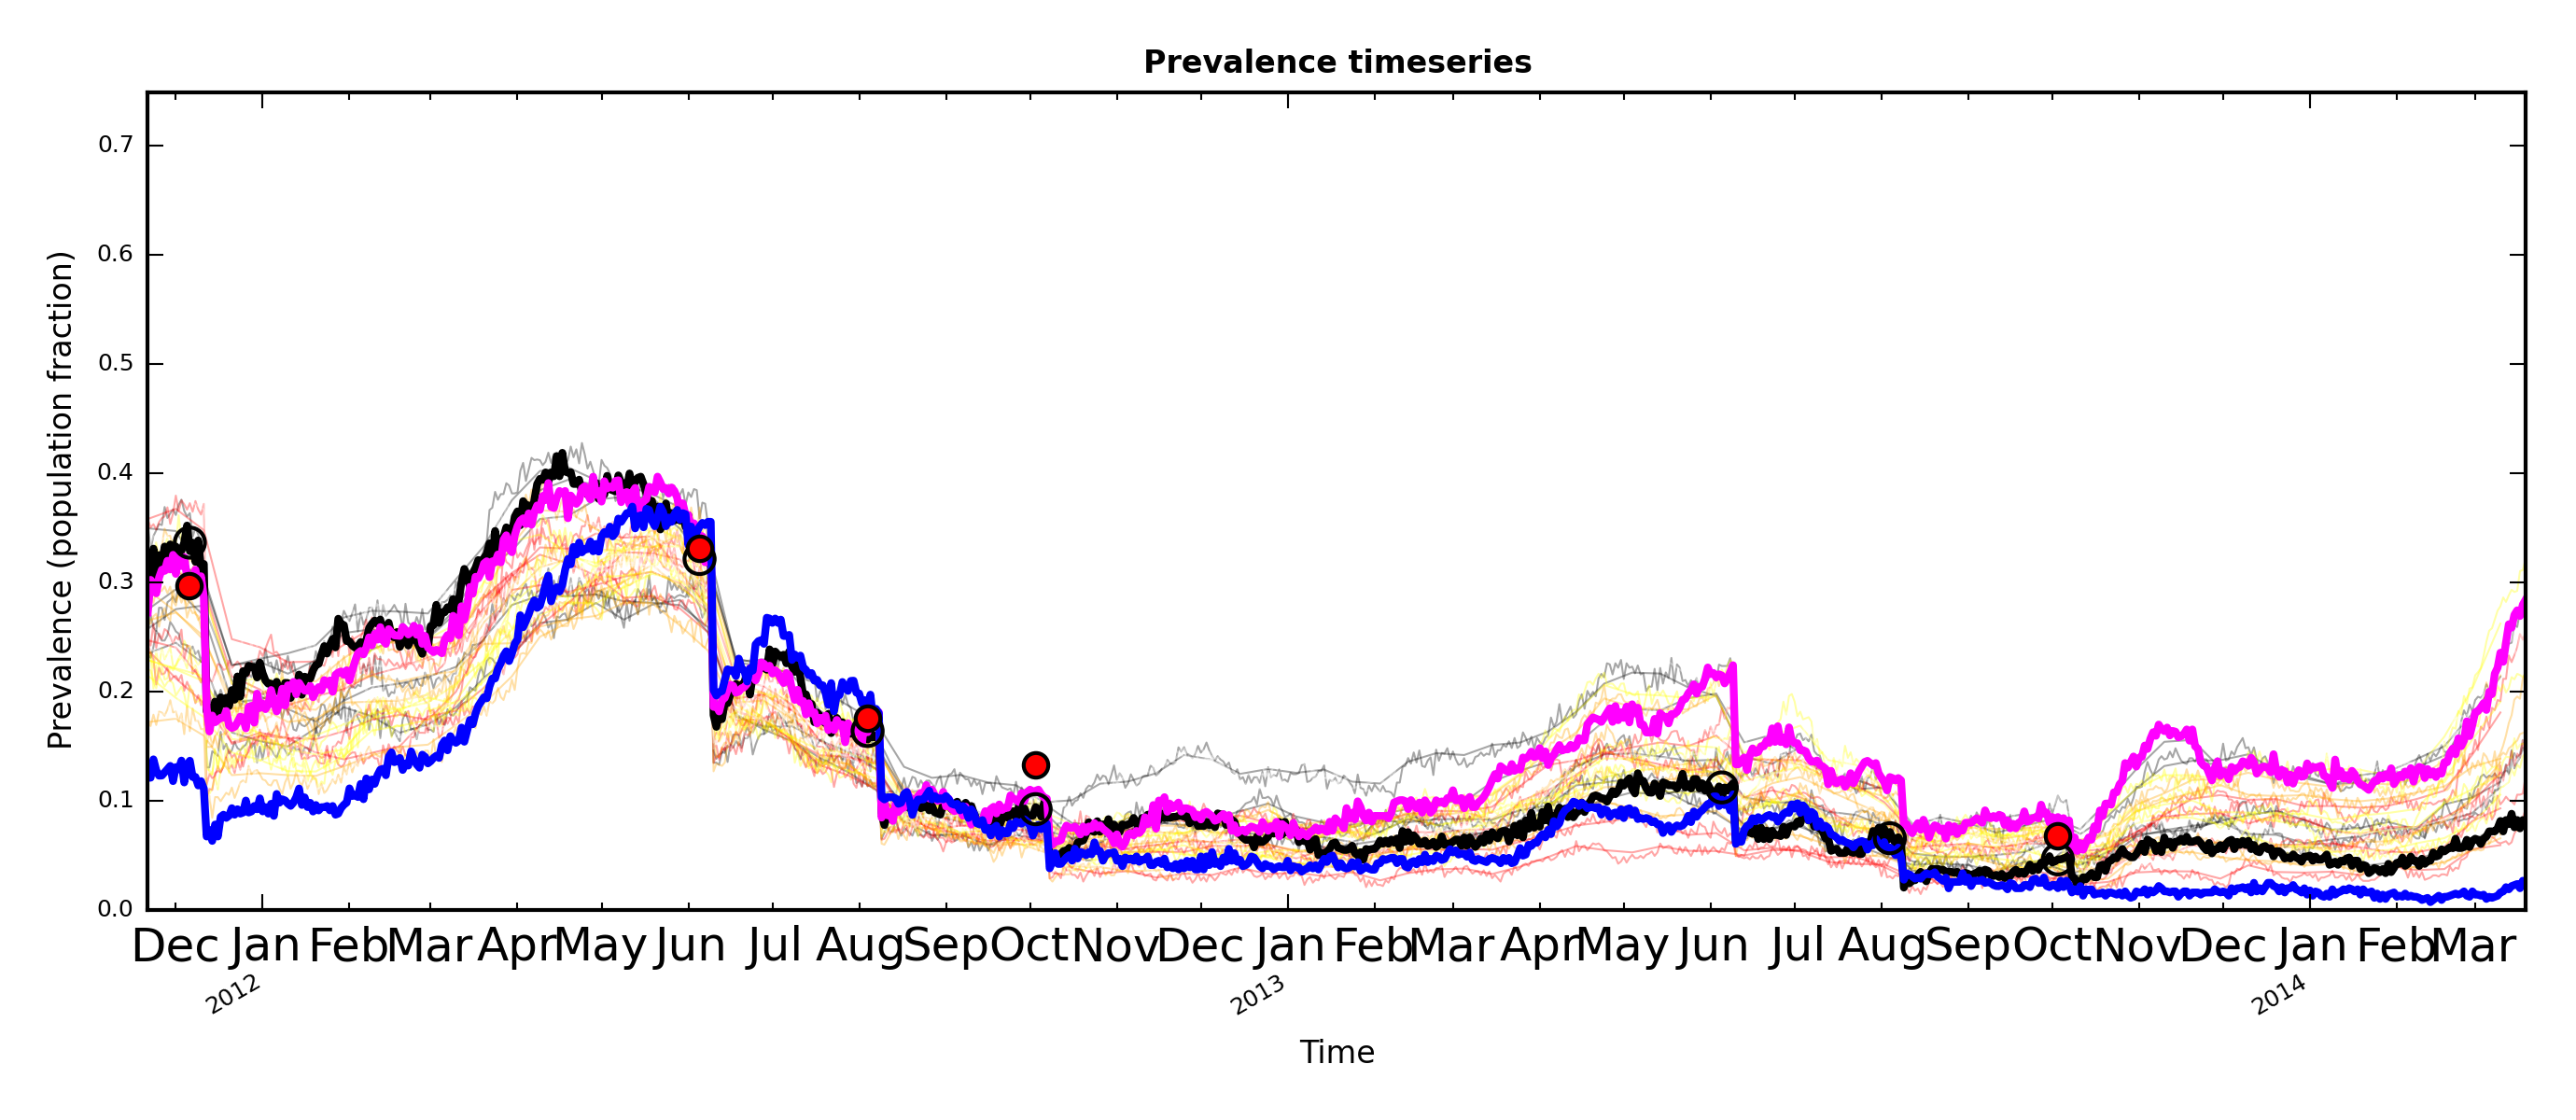 Prevalence timeseries
Prevalence (population fraction)
0.7
0.6
0.5
0.4
0.3
0.2
0.1
0.0
Dec Jan Feb Mar Apr May Jun Jul Aug Sep Oct Nov Dec Jan Feb Mar Apr May Jun Jul Aug Sep Oct Nov Dec Jan Feb Mar
2012 2013 2014
Time